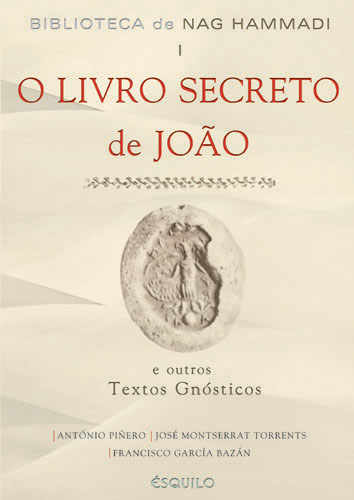 BIBLIOTECA de NAG HAMMADI
I
O LIVRO SECRETO
de JOÃO
e outros
Textos Gnósticos
|ANTÓNIO PIÑERO |JOSÉ MONTSERRAT TORRENTS
|FRANCISCO GARCÍA BAZÁN
ÉSQUILO